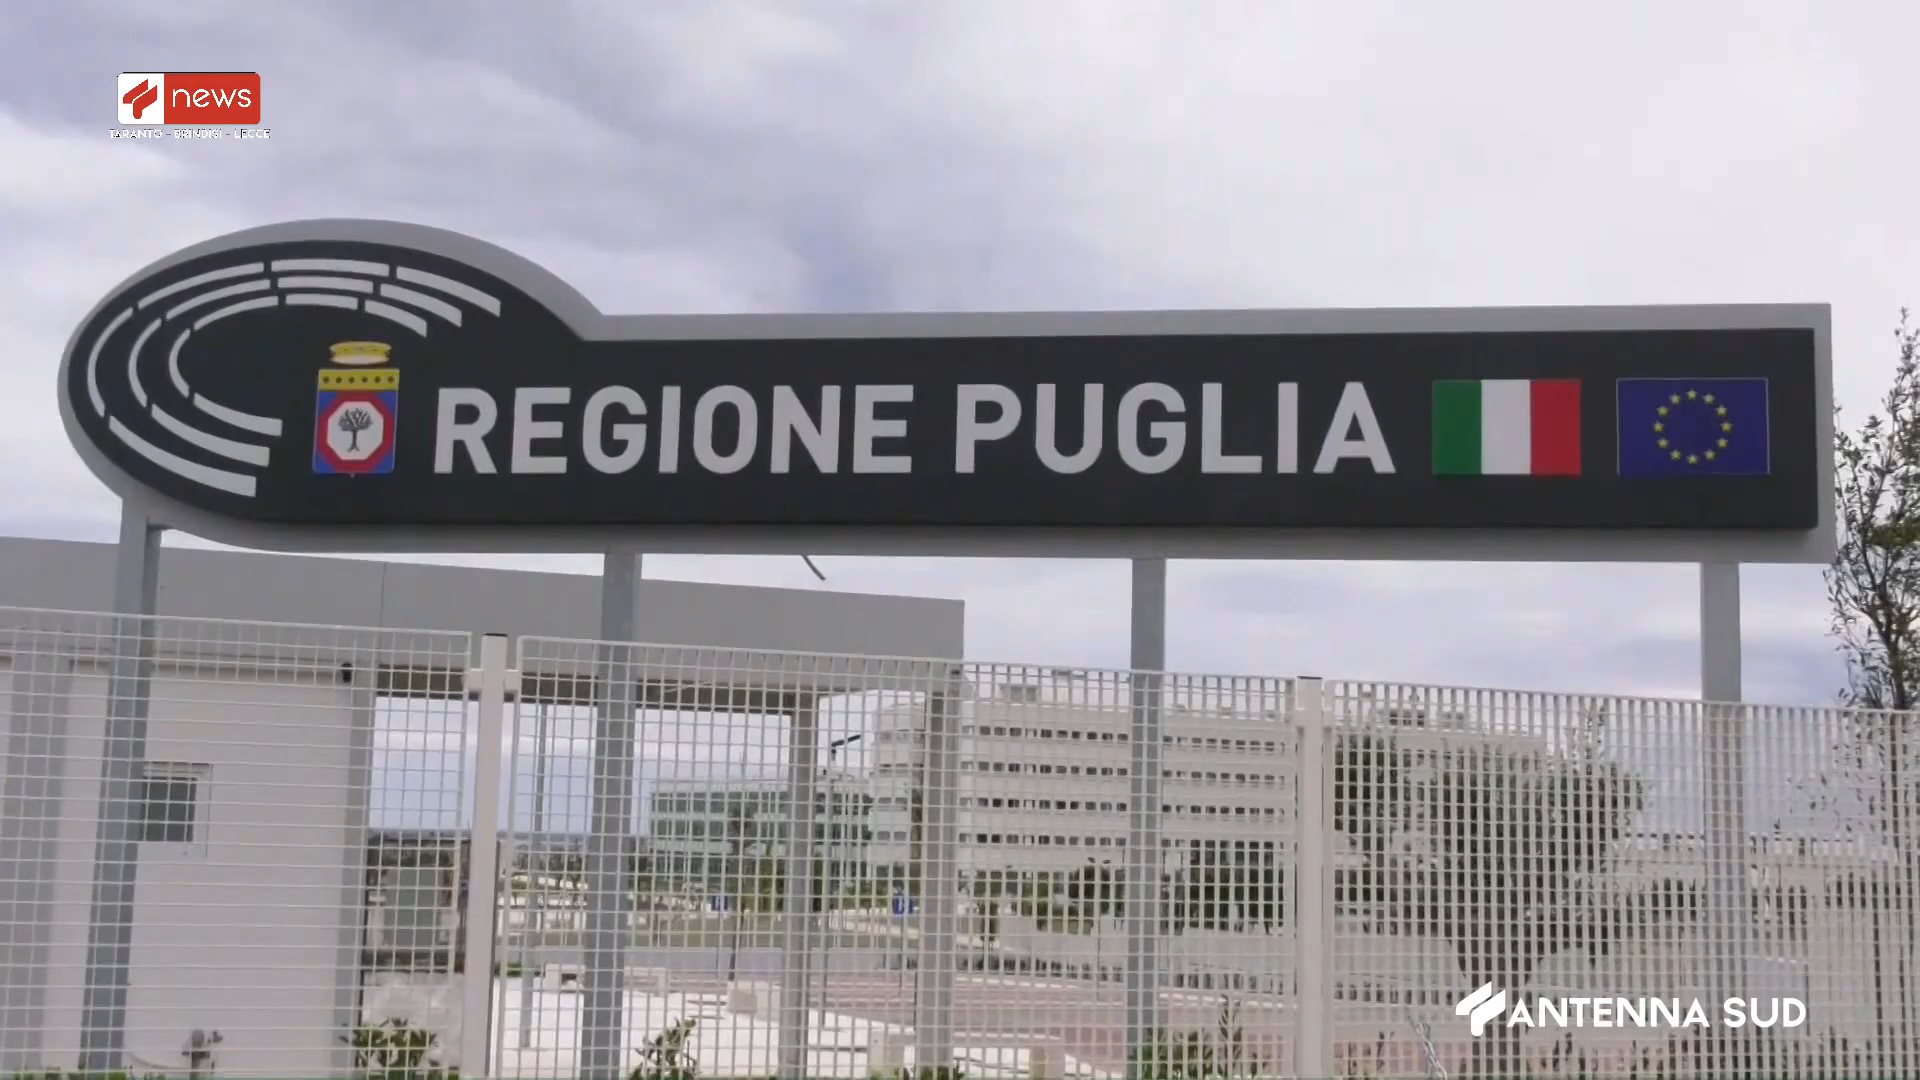 news
TARANTO - BRINDISI - LECCE
REGIONE PUGLIA
ANTENNA SUD